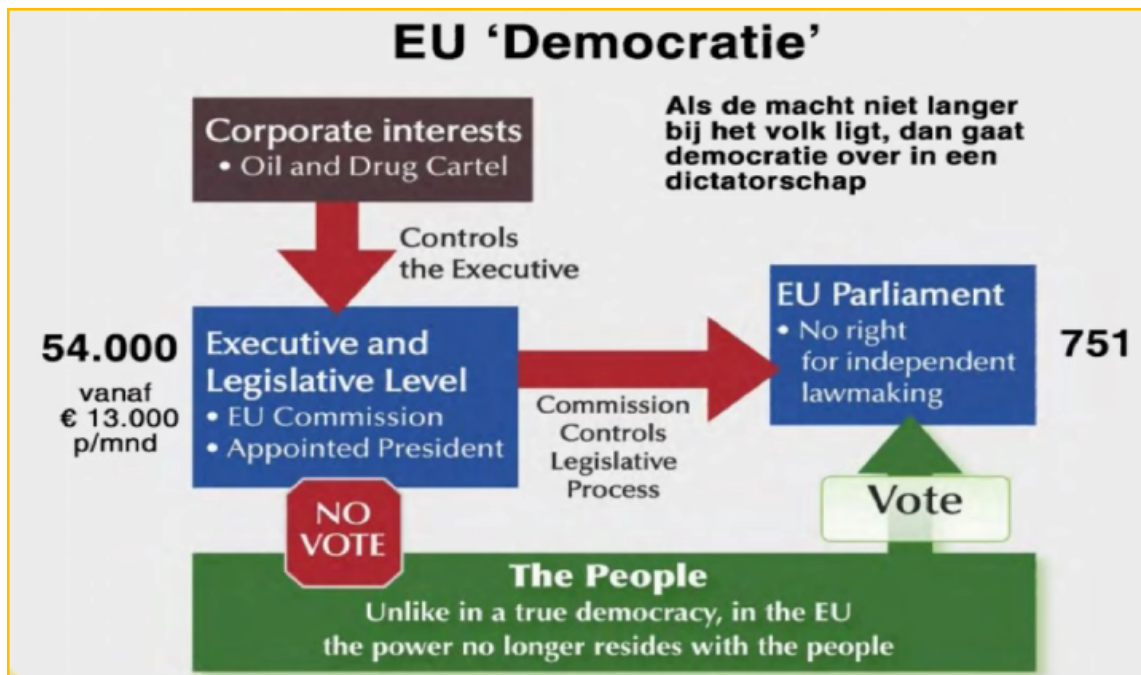 EU ‘Democratie’
Corporate interests
• Oil and Drug Cartel
Als de macht niet langer
bij het volk ligt, dan gaat
democratie over in een
dictatorschap
Controls
the Executive
54.000
vanaf
€ 13.000
p/mnd
Executive and
Legislative Level
• EU Commission
• Appointed President
Commission
Controls
Legislative
Process
EU Parliament
• No right
for independent
lawmaking
751
NO
VOTE
Vote
The People
Unlike in a true democracy, in the EU
the power no longer resides with the people